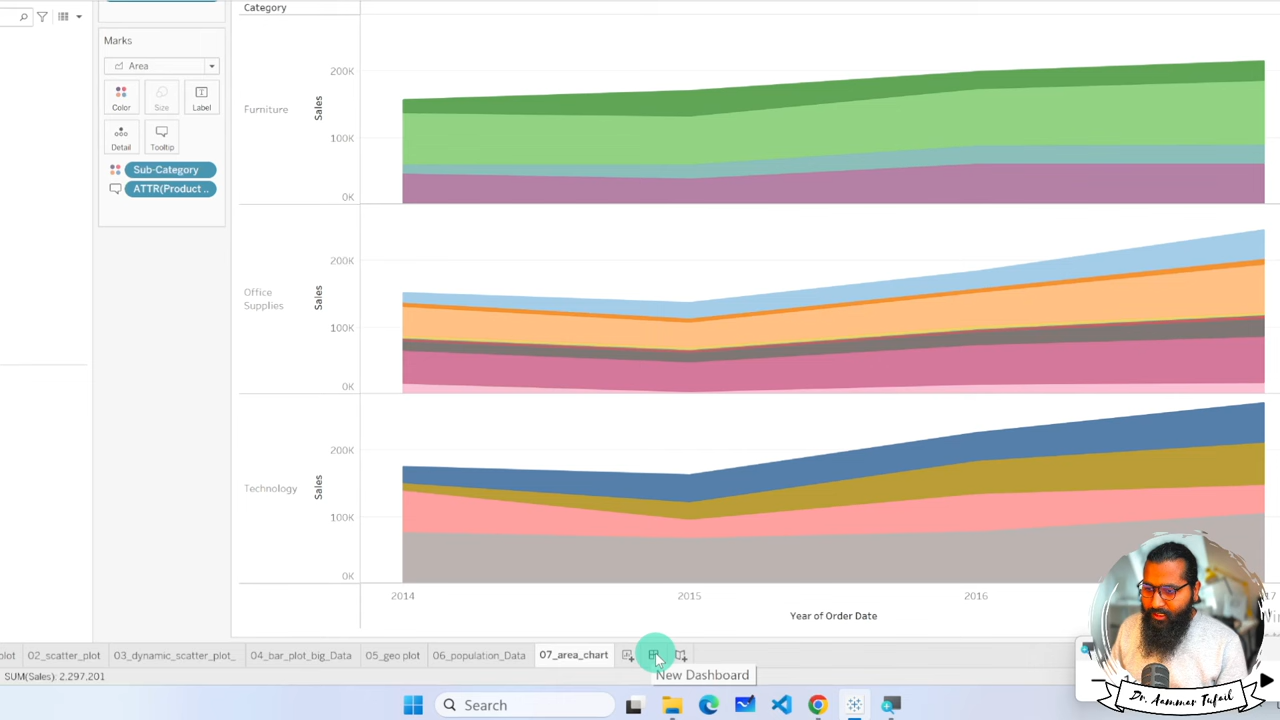 Category
Marks
Area
Color
Size
Label
Detail
Tooltip
Sub-Category
ATTR(Product ..
Furniture
Sales
200K
100K
0K
Office
Supplies
Sales
200K
100K
0K
Technology
Sales
200K
100K
0K
2014
2015
2016
17
Year of Order Date
plot
02_scatter_plot
03_dynamic_scatter_plot_
04_bar_plot_big_Data
05_geo plot
06_population_Data
07_area_chart
New Dashboard
SUM(Sales): 2.297.201
Search
Dr. Aammar Tufail